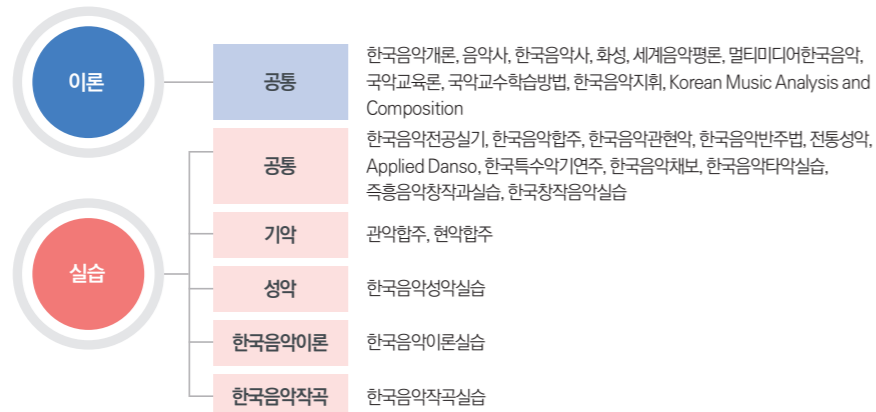 이론
공통
한국음악개론, 음악사, 한국음악사, 화성, 세계음악평론, 멀티미디어한국음악,
국악교육론, 국악교수학습방법, 한국음악지휘, Korean Music Analysis and
Composition
실습
공통
한국음악전공실기, 한국음악합주, 한국음악관현악, 한국음악반주법, 전통성악,
Applied Danso, 한국특수악기연주, 한국음악채보, 한국음악타악실습,
즉흥음악창작과실습, 한국창작음악실습
기악
관악합주, 현악합주
성악
한국음악성악실습
한국음악이론
한국음악이론실습
한국음악작곡
한국음악작곡실습